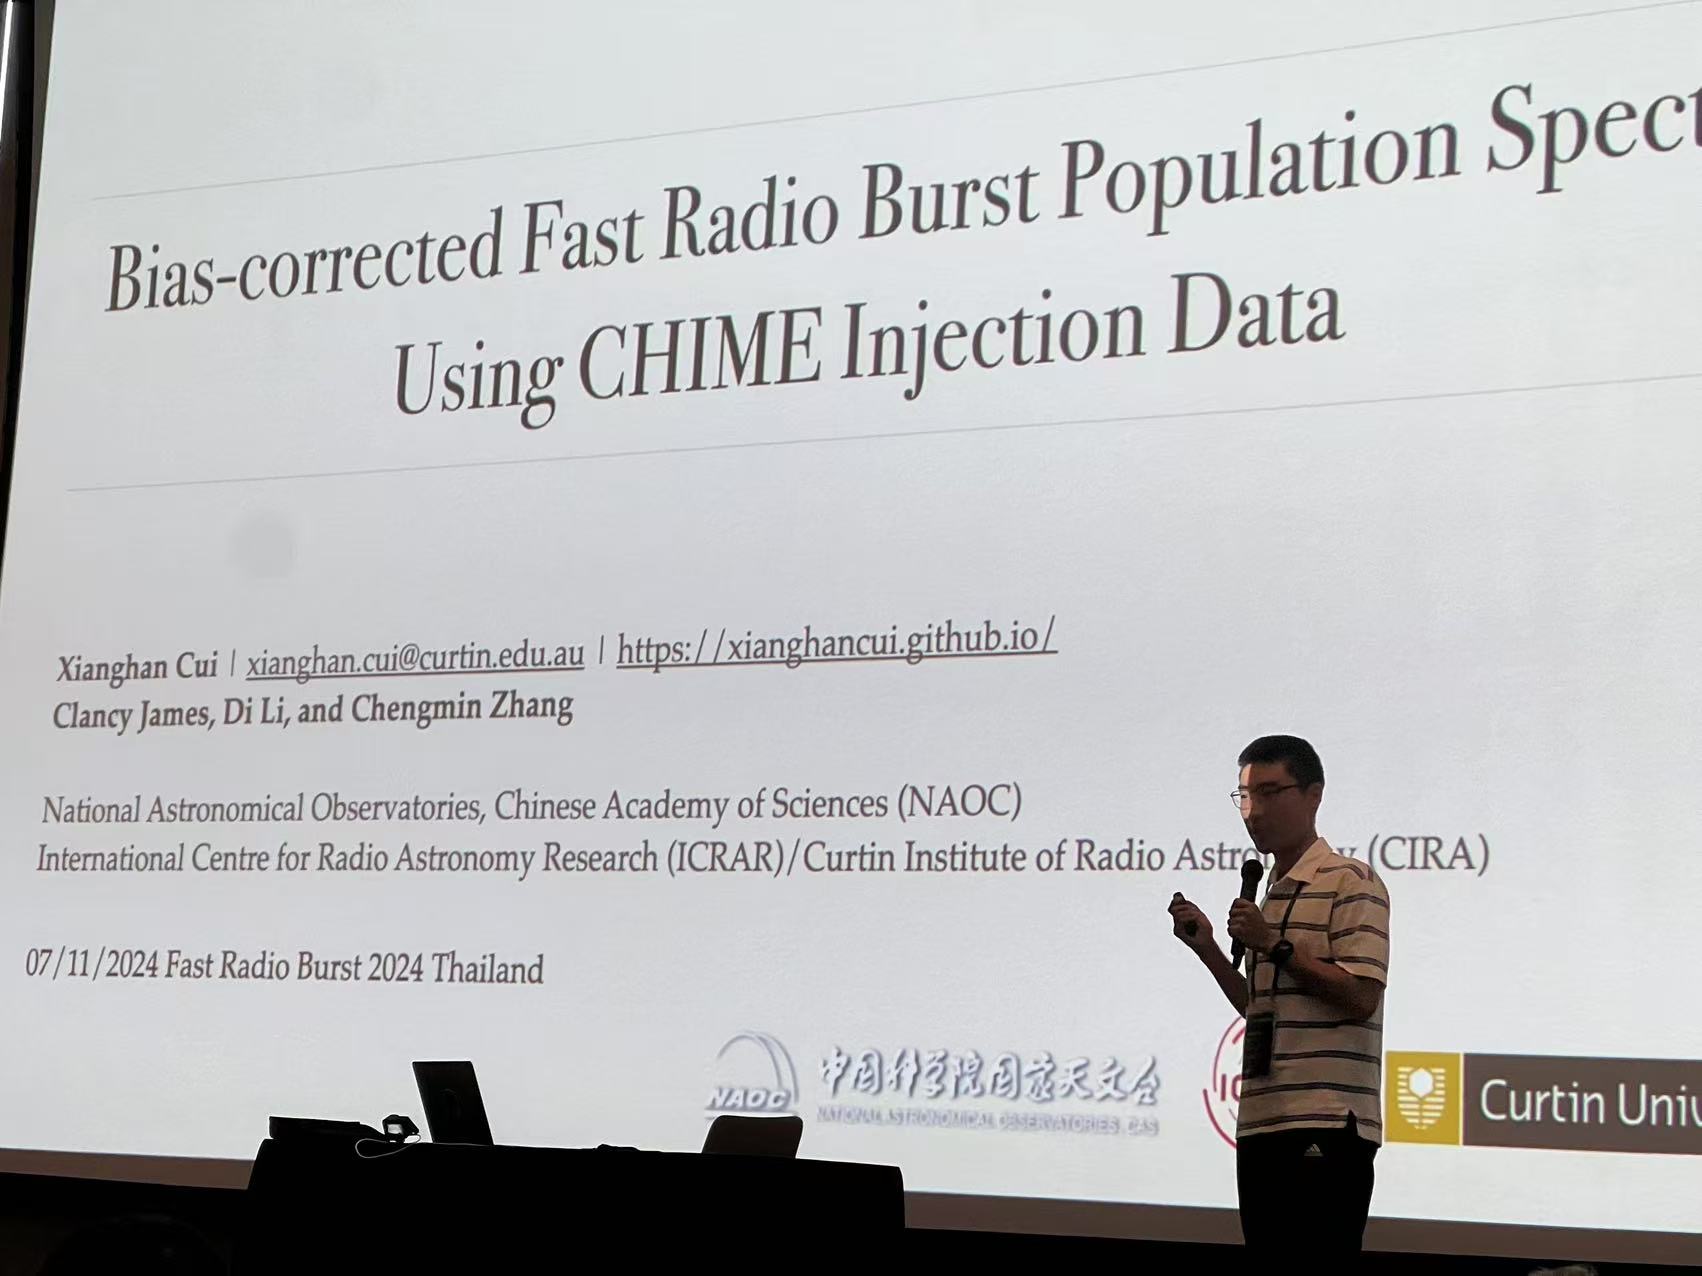 Bias-corrected Fast Radio Burst Population Spect
Using CHIME Injection Data
Xianghan Cui | xianghan.cui@curtin.edu.au | https://xianghancui.github.io/
Clancy James, Di Li, and Chengmin Zhang
National Astronomical Observatories, Chinese Academy of Sciences (NAOC)
International Centre for Radio Astronomy Research (ICRAR)/Curtin Institute of Radio Astro y (CIRA)
07/11/2024 Fast Radio Burst 2024 Thailand
NAOC
中国科学院国家天文台
NATIONAL ASTRONOMICAL OBSERVATORIES, CAS
IC
Curtin Univ